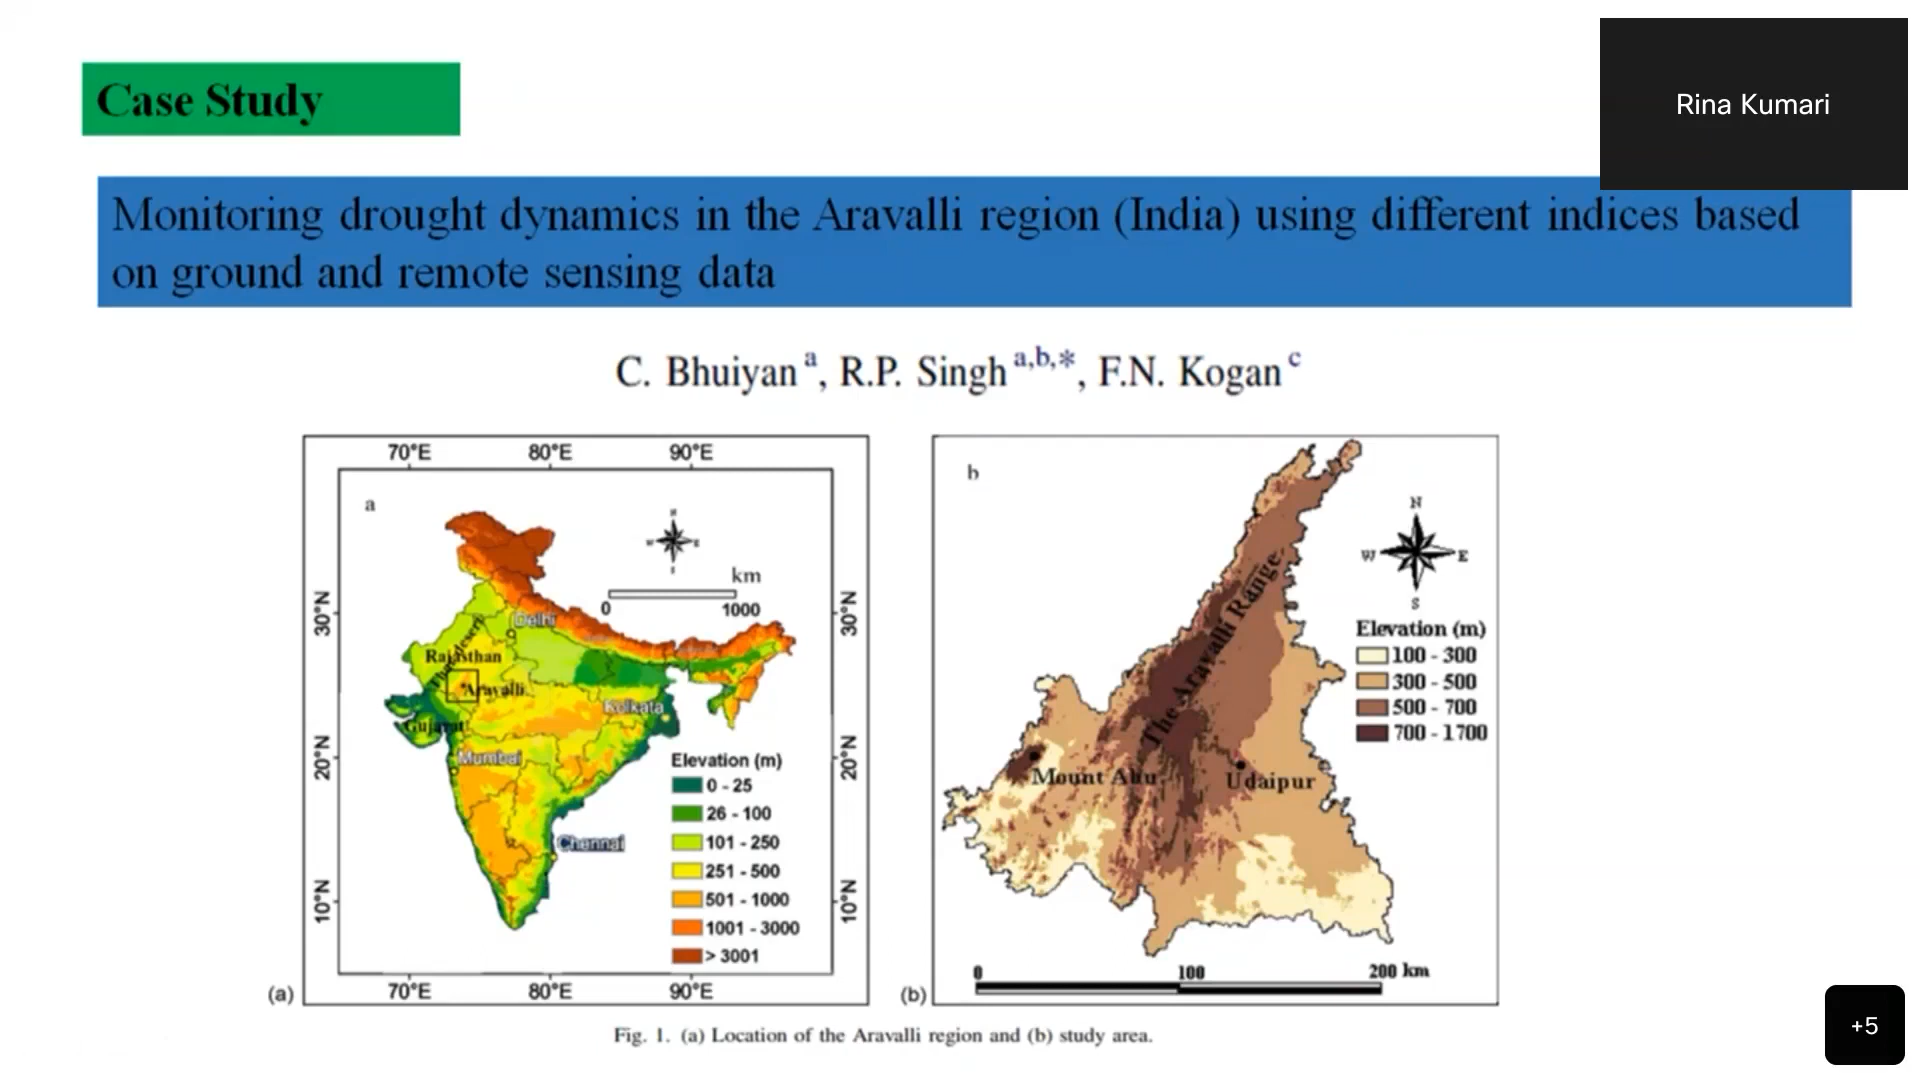 Case Study
Rina Kumari
Monitoring drought dynamics in the Aravalli region (India) using different indices based
on ground and remote sensing data
C. Bhuiyan a, R.P. Singh a,b,*, F.N. Kogan c
70°E 80°E 90°E
a
N
W E
S
km
0 1000
30°N
20°N
10°N
30°N
20°N
10°N
Delhi
Thar desert
Rajasthan
Aravalli
Gujarat
Kolkata
Mumbai
Chennai
Elevation (m)
0 - 25
26 - 100
101 - 250
251 - 500
501 - 1000
1001 - 3000
> 3001
70°E 80°E 90°E
(a)
b
N
W E
S
The Aravalli Range
Elevation (m)
100 - 300
300 - 500
500 - 700
700 - 1700
Mount Abu
Udaipur
0 100 200 km
(b)
Fig. 1. (a) Location of the Aravalli region and (b) study area.
+5